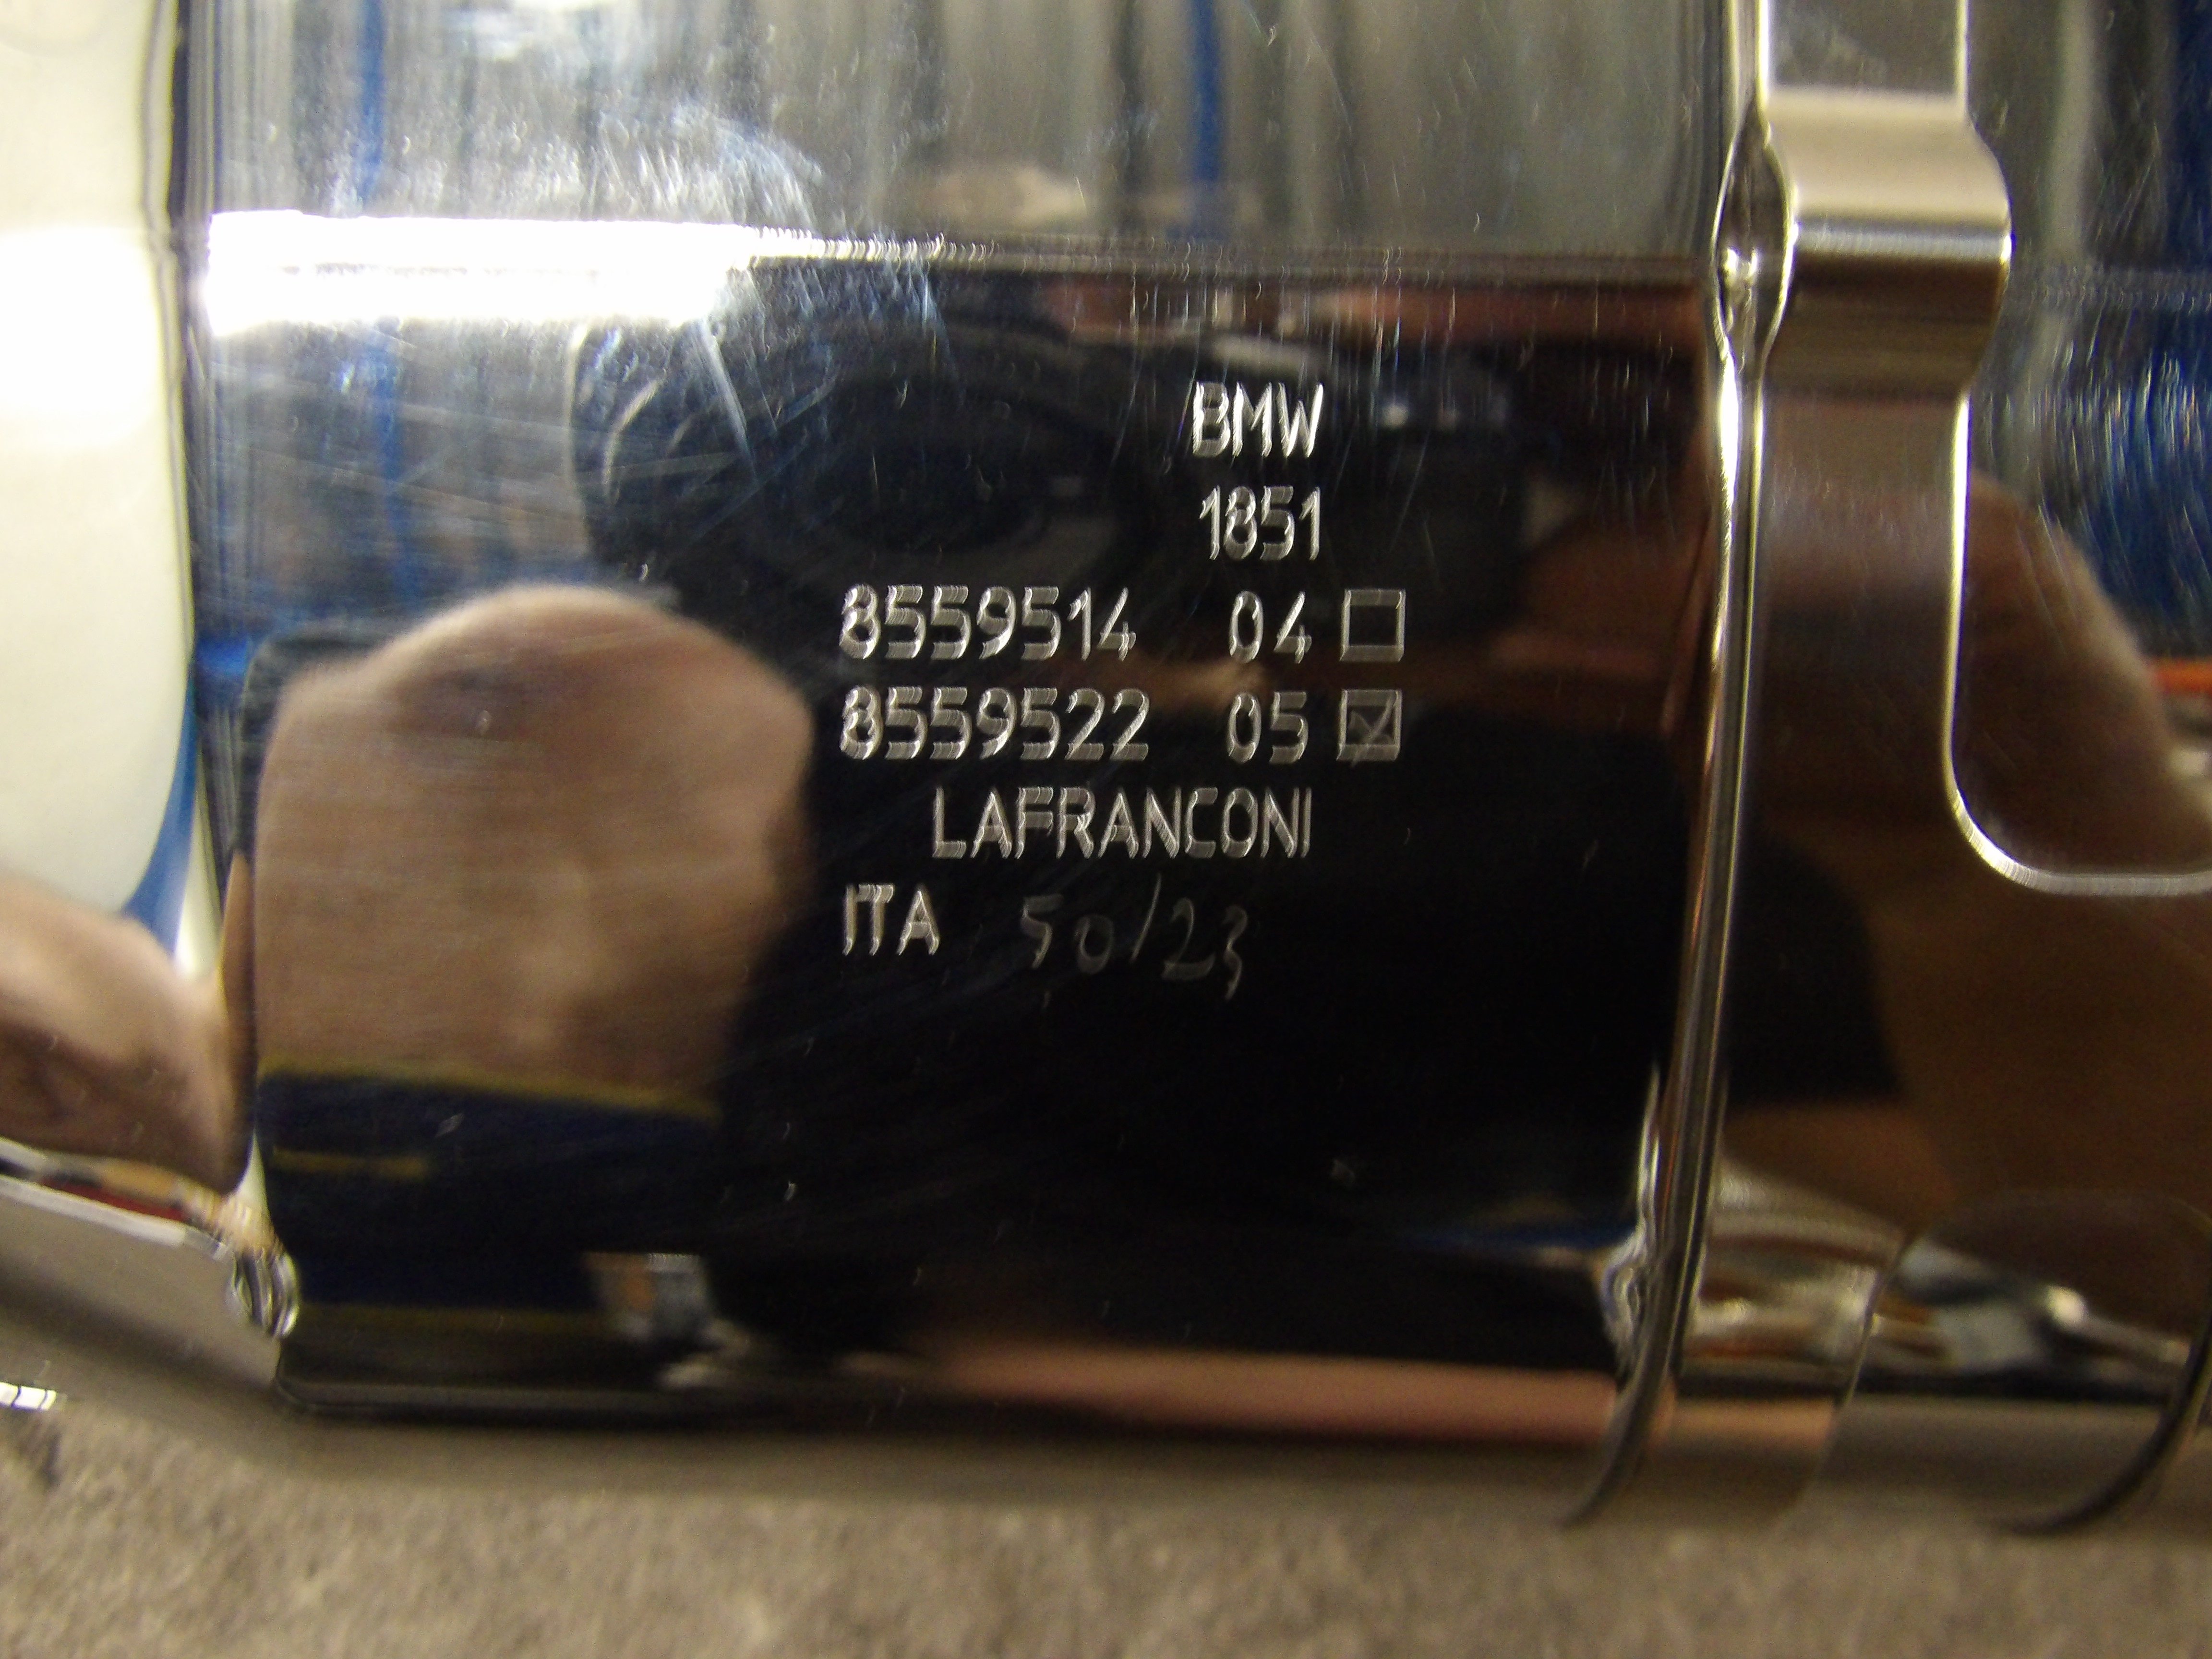 BMW
1851
8559514 04 ☐
8559522 05 ☑
LAFRANCONI
ITA 50/23